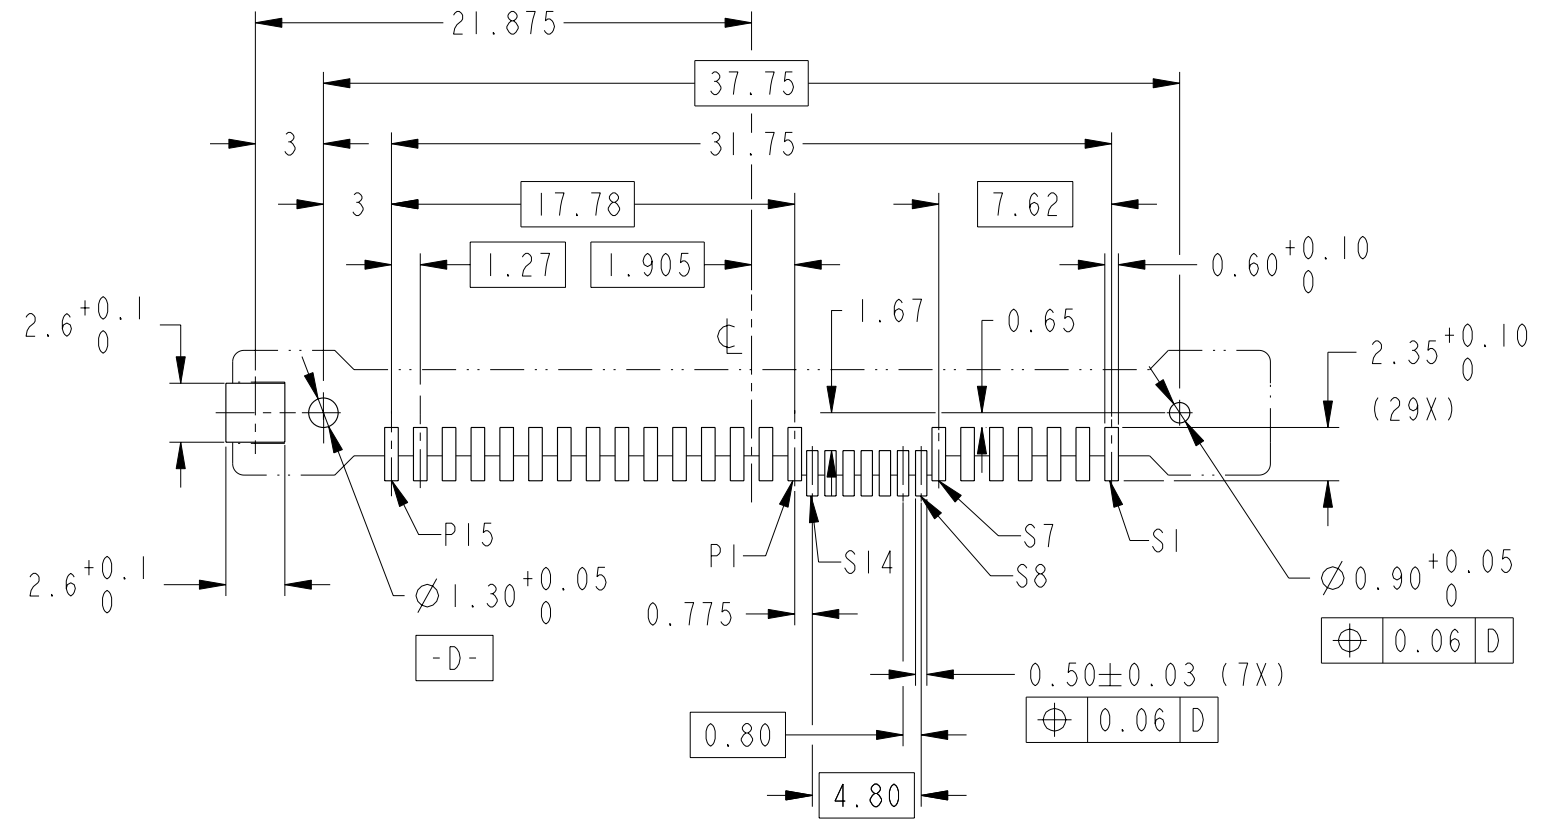 21.875
37.75
3
31.75
3
17.78
7.62
1.27
1.905
0.60 +0.10
0
2.6 +0.1
0
1.67
0.65
℄
2.35 +0.10
0
(29X)
P15
P1
S14
S7
S8
S1
2.6 +0.1
0
Ø1.30 +0.05
0
-D-
0.775
Ø0.90 +0.05
0
⌖ 0.06 D
0.50±0.03 (7X)
⌖ 0.06 D
0.80
4.80